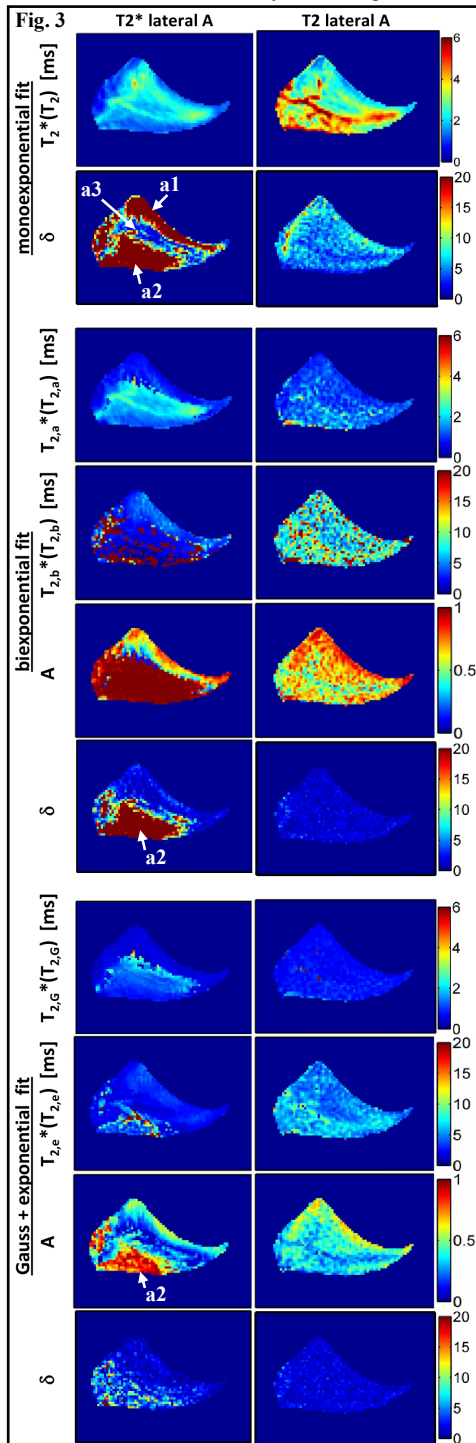 Fig. 3
T2* lateral A
T2 lateral A
monoexponential fit
T₂*(T₂) [ms]
6
4
2
0
δ
a3
a1
a2
20
15
10
5
0
biexponential fit
T₂,ₐ*(T₂,ₐ) [ms]
6
4
2
0
T₂,b*(T₂,b) [ms]
20
15
10
5
0
A
1
0.5
0
δ
a2
20
15
10
5
0
Gauss + exponential fit
T₂,G*(T₂,G) [ms]
6
4
2
0
T₂,ₑ*(T₂,ₑ) [ms]
20
15
10
5
0
A
a2
1
0.5
0
δ
20
15
10
5
0